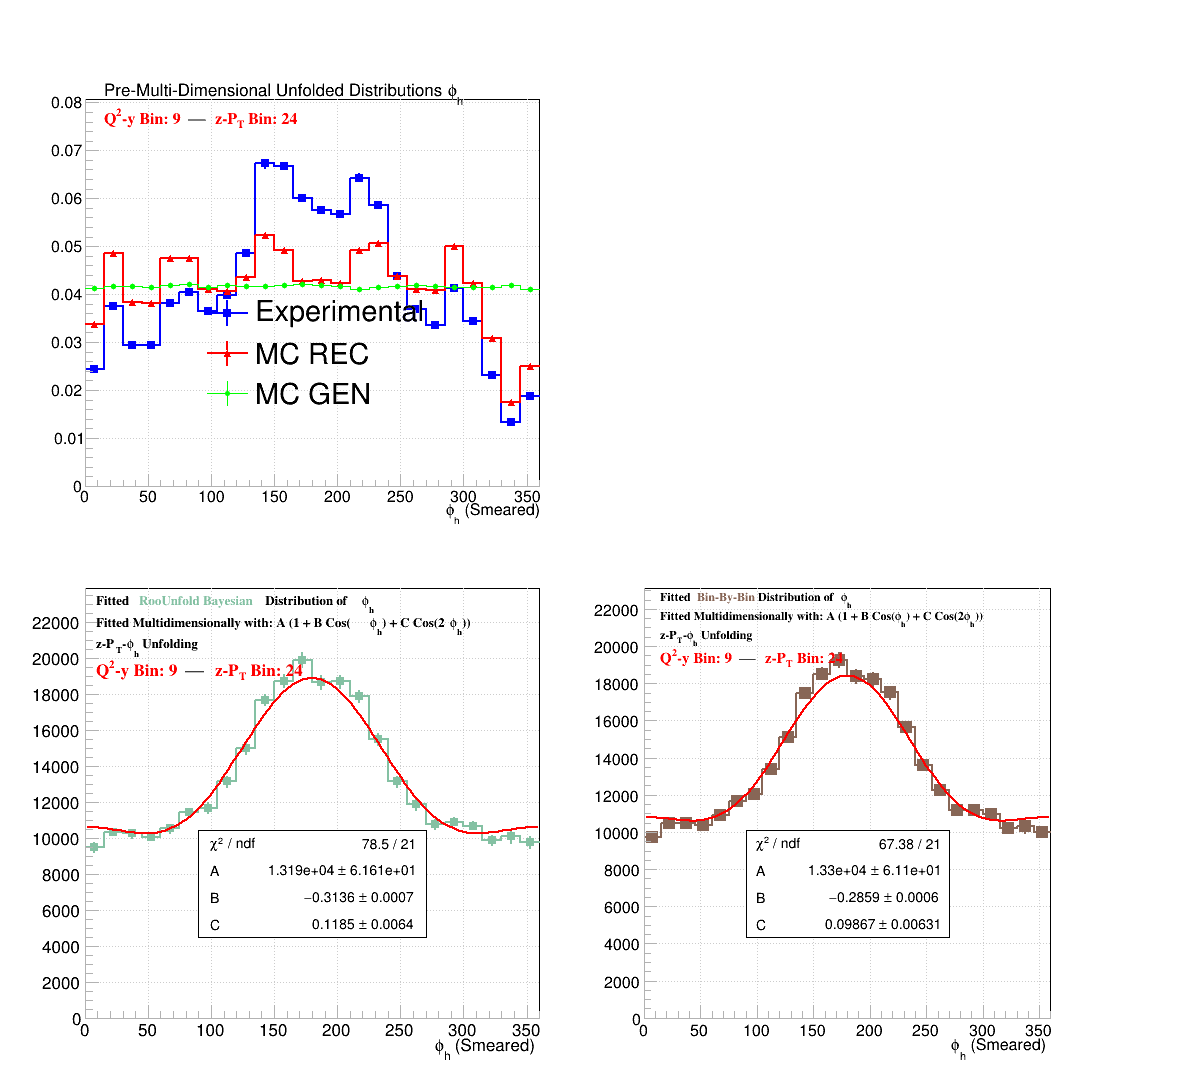 Pre-Multi-Dimensional Unfolded Distributions ϕh
Q2-y Bin: 9 — z-PT Bin: 24
0.08
0.07
0.06
0.05
0.04
0.03
0.02
0.01
0
Experimental
MC REC
MC GEN
0 50 100 150 200 250 300 350
ϕh (Smeared)
Fitted RooUnfold Bayesian Distribution of ϕh
Fitted Multidimensionally with: A (1 + B Cos( ϕh) + C Cos(2 ϕh))
z-PT-ϕh Unfolding
Q2-y Bin: 9 — z-PT Bin: 24
22000
20000
18000
16000
14000
12000
10000
8000
6000
4000
2000
0
χ2 / ndf 78.5 / 21
A 1.319e+04 ± 6.161e+01
B −0.3136 ± 0.0007
C 0.1185 ± 0.0064
0 50 100 150 200 250 300 350
ϕh (Smeared)
Fitted Bin-By-Bin Distribution of ϕh
Fitted Multidimensionally with: A (1 + B Cos(ϕh) + C Cos(2ϕh))
z-PT-ϕh Unfolding
Q2-y Bin: 9 — z-PT Bin: 24
22000
20000
18000
16000
14000
12000
10000
8000
6000
4000
2000
0
χ2 / ndf 67.38 / 21
A 1.33e+04 ± 6.11e+01
B −0.2859 ± 0.0006
C 0.09867 ± 0.00631
0 50 100 150 200 250 300 350
ϕh (Smeared)